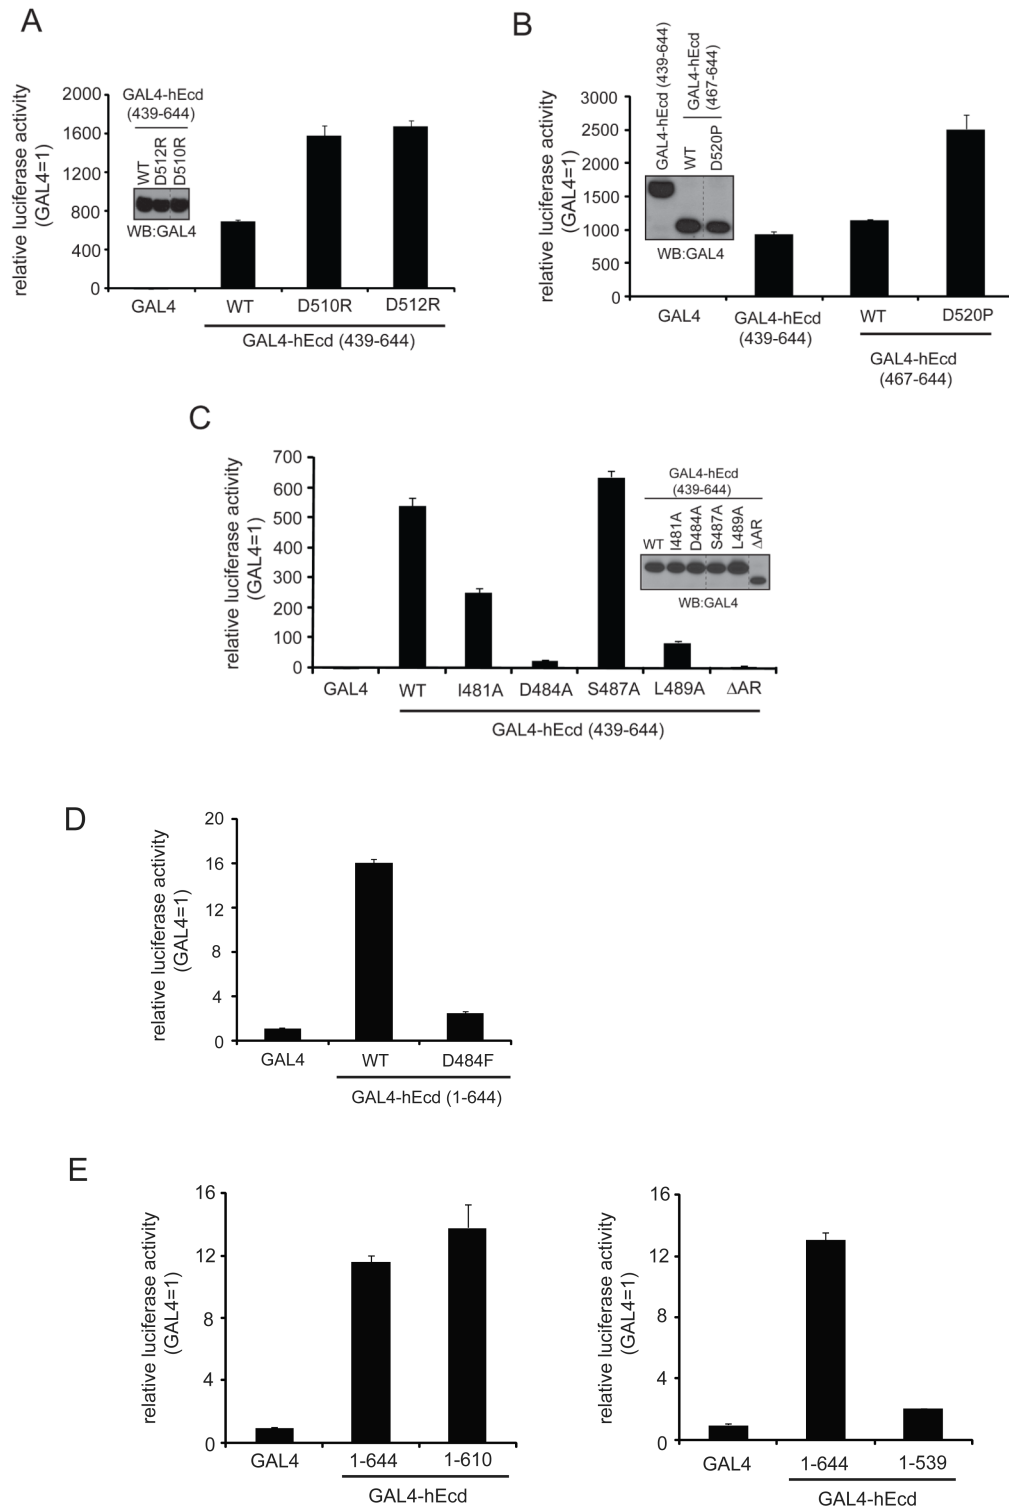 A
relative luciferase activity
(GAL4=1)
2000
1600
1200
800
400
0
GAL4-hEcd
(439-644)
WT
D512R
D510R
WB:GAL4
GAL4
WT
D510R
D512R
GAL4-hEcd (439-644)
B
relative luciferase activity
(GAL4=1)
3000
2500
2000
1500
1000
500
0
GAL4-hEcd (439-644)
GAL4-hEcd
(467-644)
WT
D520P
WB:GAL4
GAL4
GAL4-hEcd
(439-644)
WT
D520P
GAL4-hEcd
(467-644)
C
relative luciferase activity
(GAL4=1)
700
600
500
400
300
200
100
0
GAL4-hEcd
(439-644)
WT
I481A
D484A
S487A
L489A
ΔAR
WB:GAL4
GAL4
WT
I481A
D484A
S487A
L489A
ΔAR
GAL4-hEcd (439-644)
D
relative luciferase activity
(GAL4=1)
20
16
12
8
4
0
GAL4
WT
D484F
GAL4-hEcd (1-644)
E
relative luciferase activity
(GAL4=1)
16
12
8
4
0
GAL4
1-644
1-610
GAL4-hEcd
relative luciferase activity
(GAL4=1)
16
12
8
4
0
GAL4
1-644
1-539
GAL4-hEcd